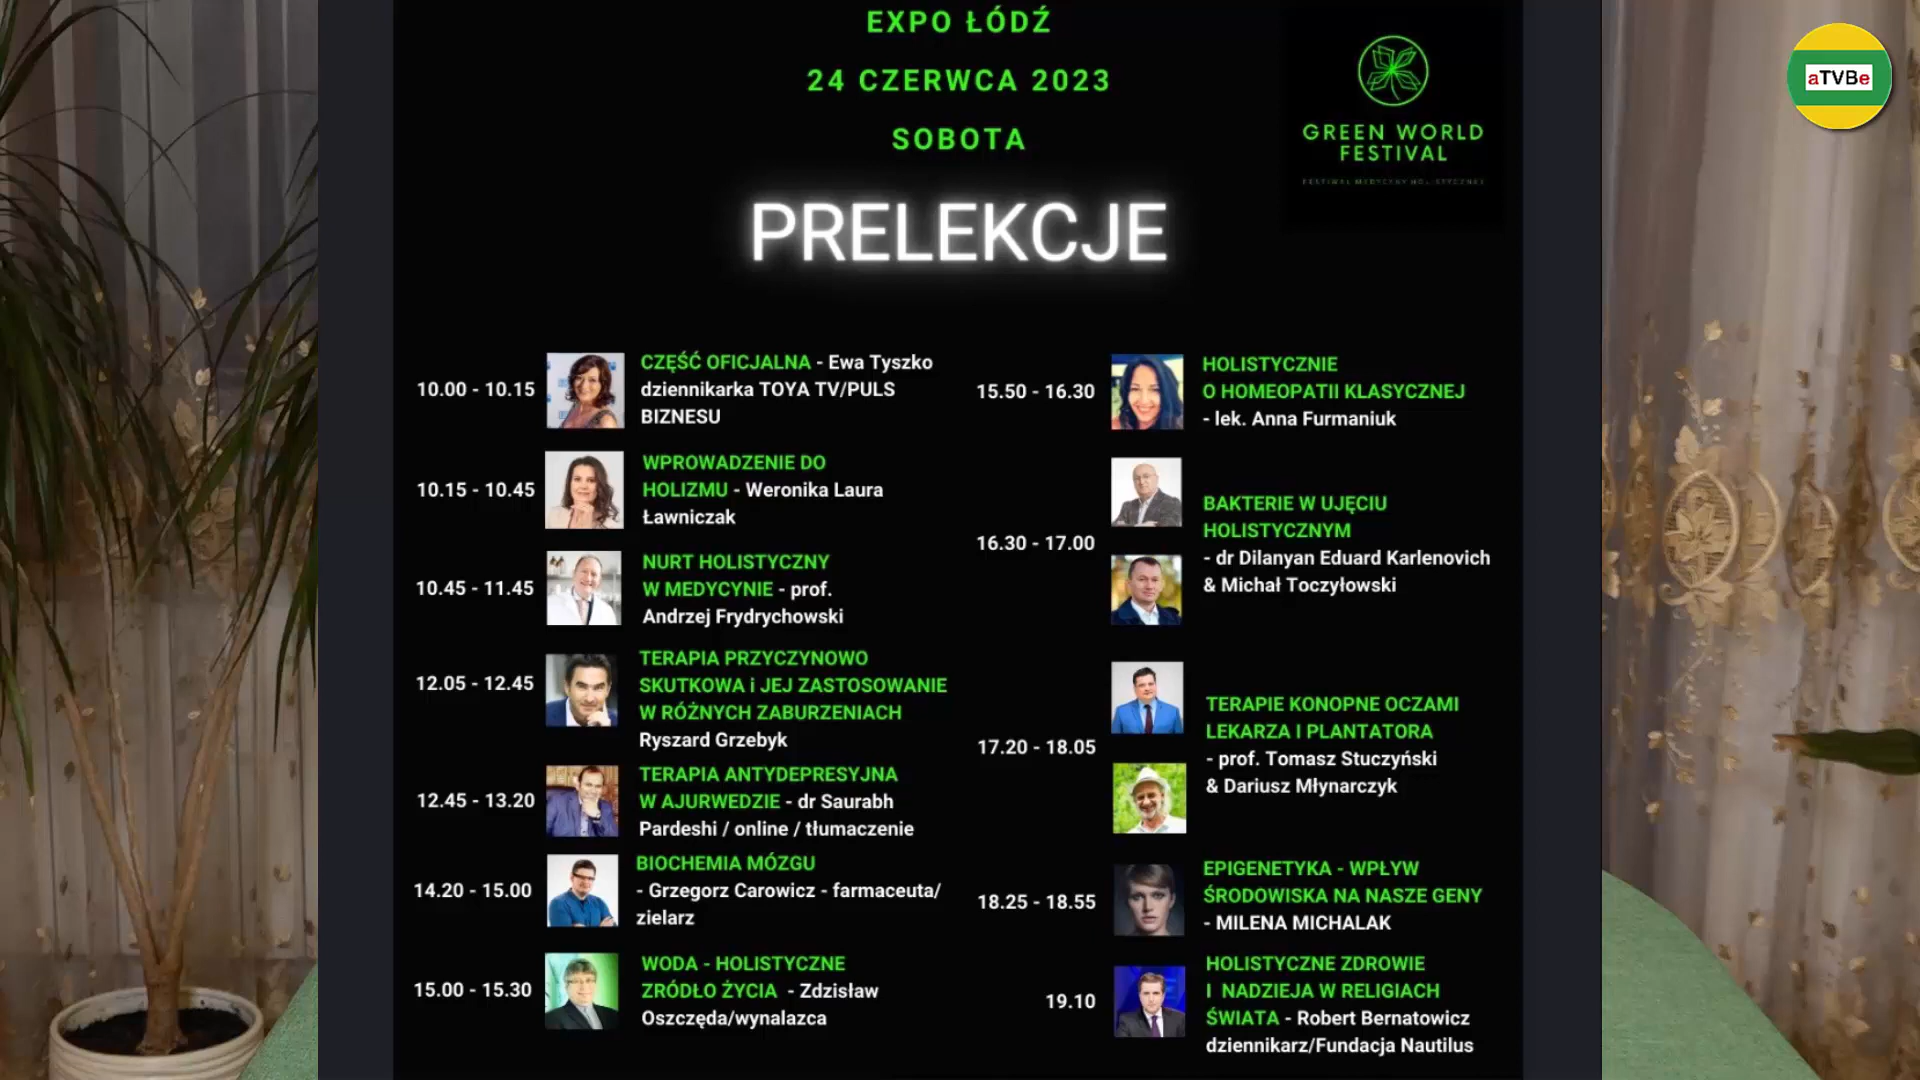 EXPO ŁÓDŹ
24 CZERWCA 2023
SOBOTA
PRELEKCJE
GREEN WORLD
FESTIVAL
FESTIWAL MEDYCYNY HOLISTYCZNEJ
aTVBe
10.00 - 10.15
CZĘŚĆ OFICJALNA - Ewa Tyszko
dziennikarka TOYA TV/PULS
BIZNESU
10.15 - 10.45
WPROWADZENIE DO
HOLIZMU - Weronika Laura
Ławniczak
10.45 - 11.45
NURT HOLISTYCZNY
W MEDYCYNIE - prof.
Andrzej Frydrychowski
12.05 - 12.45
TERAPIA PRZYCZYNOWO
SKUTKOWA i JEJ ZASTOSOWANIE
W RÓŻNYCH ZABURZENIACH
Ryszard Grzebyk
12.45 - 13.20
TERAPIA ANTYDEPRESYJNA
W AJURWEDZIE - dr Saurabh
Pardeshi / online / tłumaczenie
14.20 - 15.00
BIOCHEMIA MÓZGU
- Grzegorz Carowicz - farmaceuta/
zielarz
15.00 - 15.30
WODA - HOLISTYCZNE
ZRÓDŁO ŻYCIA - Zdzisław
Oszczęda/wynalazca
15.50 - 16.30
HOLISTYCZNIE
O HOMEOPATII KLASYCZNEJ
- lek. Anna Furmaniuk
16.30 - 17.00
BAKTERIE W UJĘCIU
HOLISTYCZNYM
- dr Dilanyan Eduard Karlenovich
& Michał Toczyłowski
17.20 - 18.05
TERAPIE KONOPNE OCZAMI
LEKARZA I PLANTATORA
- prof. Tomasz Stuczyński
& Dariusz Młynarczyk
18.25 - 18.55
EPIGENETYKA - WPŁYW
ŚRODOWISKA NA NASZE GENY
- MILENA MICHALAK
19.10
HOLISTYCZNE ZDROWIE
I NADZIEJA W RELIGIACH
ŚWIATA - Robert Bernatowicz
dziennikarz/Fundacja Nautilus